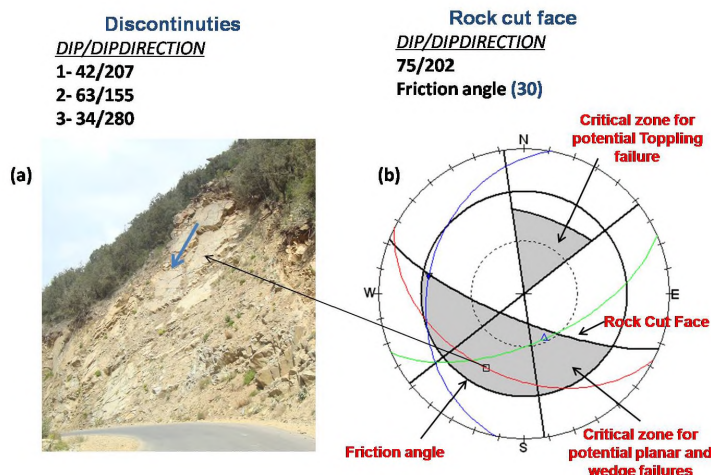 Discontinuties
DIP/DIPDIRECTION
1- 42/207
2- 63/155
3- 34/280
Rock cut face
DIP/DIPDIRECTION
75/202
Friction angle (30)
(a)
(b)
Critical zone for
potential Toppling
failure
N
W
E
S
Rock Cut Face
Friction angle
Critical zone for
potential planar and
wedge failures